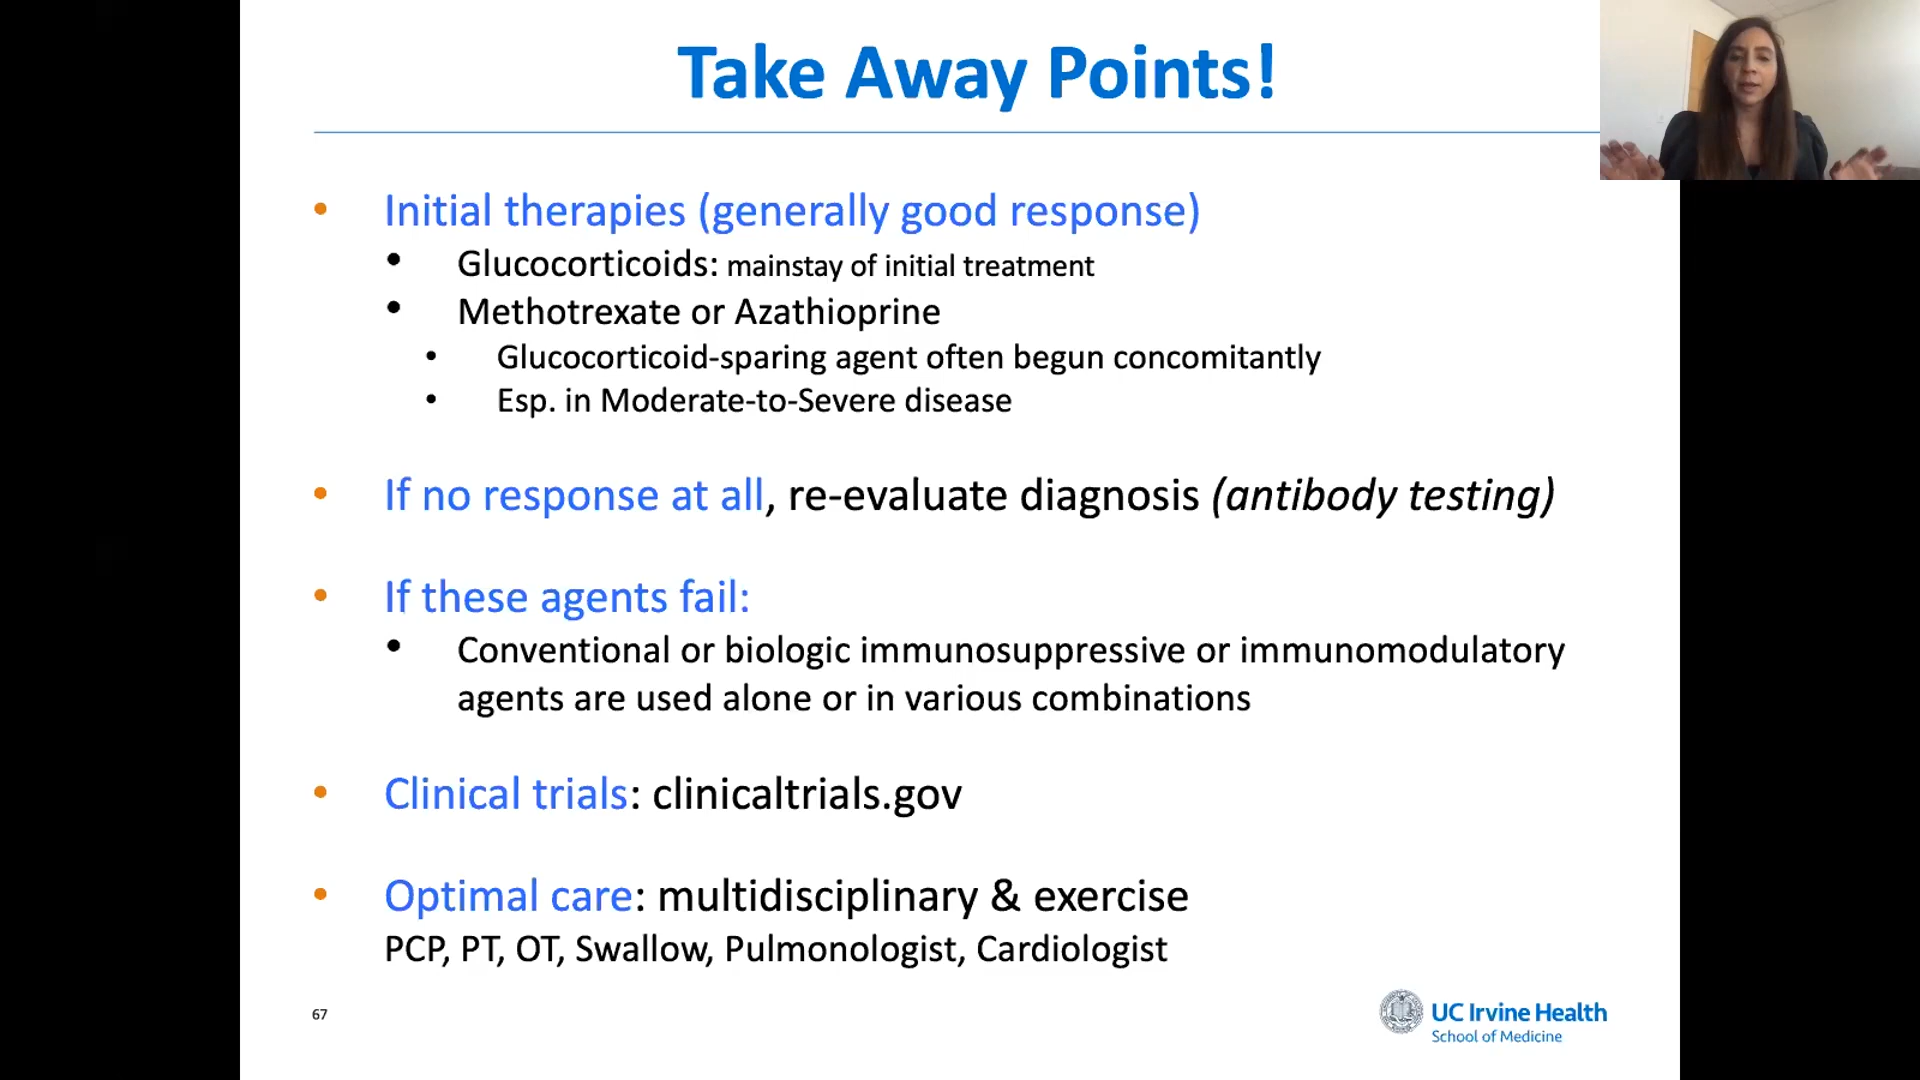 Take Away Points!
• Initial therapies (generally good response)
• Glucocorticoids: mainstay of initial treatment
• Methotrexate or Azathioprine
• Glucocorticoid-sparing agent often begun concomitantly
• Esp. in Moderate-to-Severe disease
• If no response at all, re-evaluate diagnosis (antibody testing)
• If these agents fail:
• Conventional or biologic immunosuppressive or immunomodulatory
agents are used alone or in various combinations
• Clinical trials: clinicaltrials.gov
• Optimal care: multidisciplinary & exercise
PCP, PT, OT, Swallow, Pulmonologist, Cardiologist
67
UC Irvine Health
School of Medicine